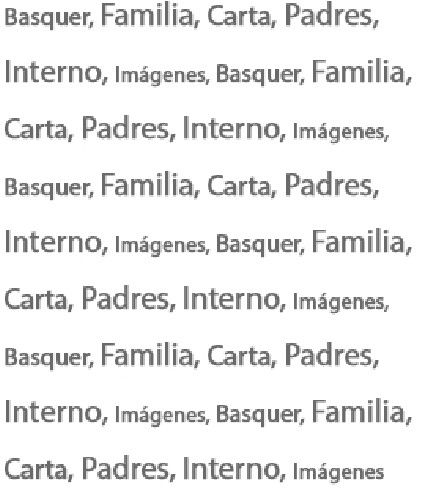 Basquer, Familia, Carta, Padres,
Interno, Imágenes, Basquer, Familia,
Carta, Padres, Interno, Imágenes,
Basquer, Familia, Carta, Padres,
Interno, Imágenes, Basquer, Familia,
Carta, Padres, Interno, Imágenes,
Basquer, Familia, Carta, Padres,
Interno, Imágenes, Basquer, Familia,
Carta, Padres, Interno, Imágenes